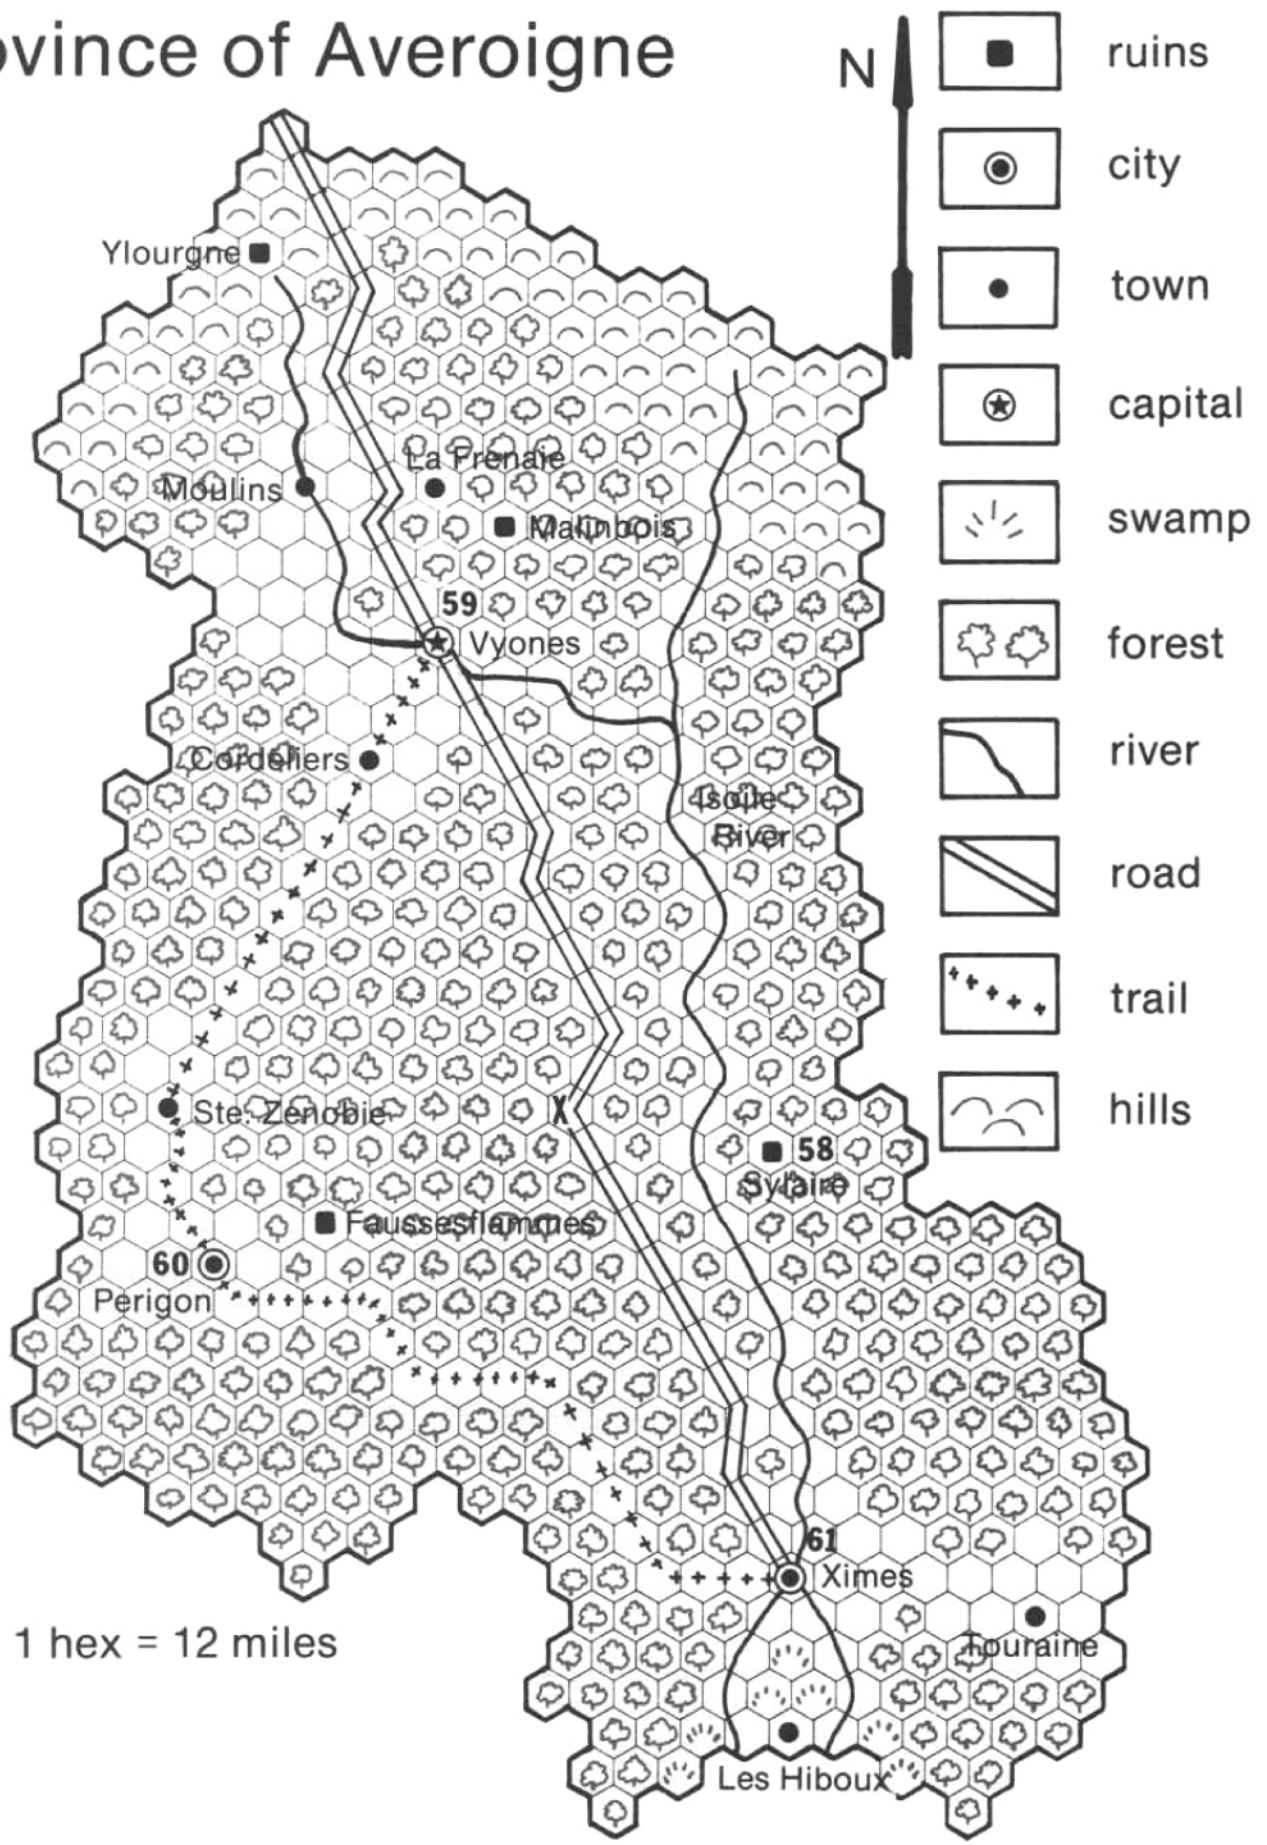 ovince of Averoigne
N
ruins
city
town
capital
swamp
forest
river
road
trail
hills
Ylourgne
La Frenaie
Moulins
Malinbois
59
Vyones
Cordeliers
Isoile
River
X
Ste. Zenobie
58
Sylaire
Faussesflammes
60
Perigon
61
Ximes
1 hex = 12 miles
Touraine
Les Hiboux